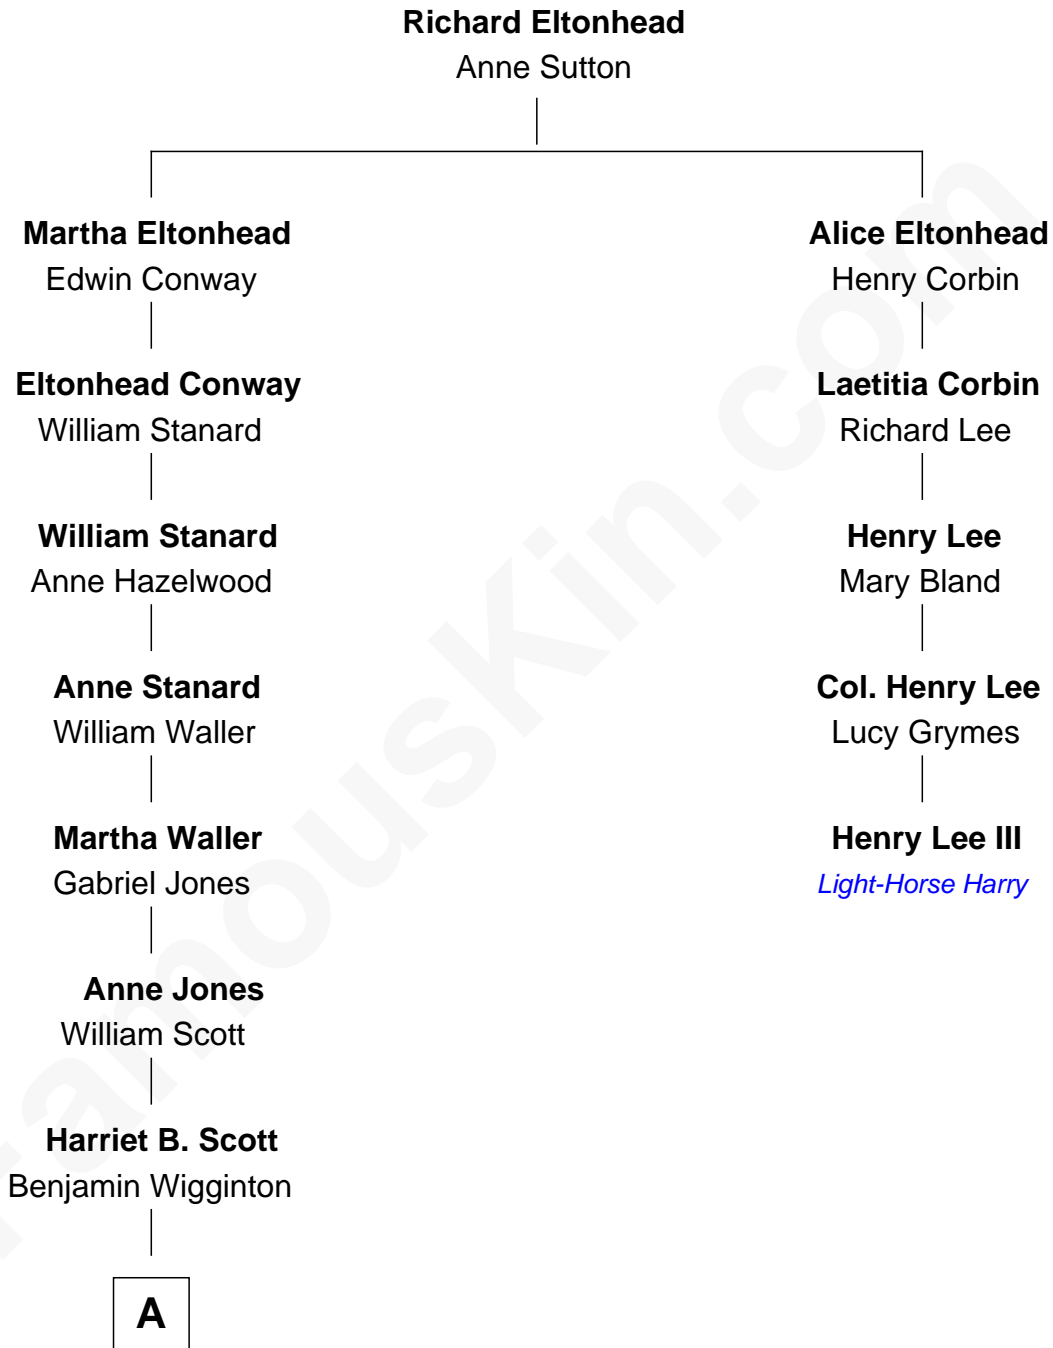 Richard Eltonhead
Anne Sutton
Martha Eltonhead
Edwin Conway
Eltonhead Conway
William Stanard
William Stanard
Anne Hazelwood
Anne Stanard
William Waller
Martha Waller
Gabriel Jones
Anne Jones
William Scott
Harriet B. Scott
Benjamin Wigginton
A
Alice Eltonhead
Henry Corbin
Laetitia Corbin
Richard Lee
Henry Lee
Mary Bland
Col. Henry Lee
Lucy Grymes
Henry Lee III
Light-Horse Harry
FamousKin.com